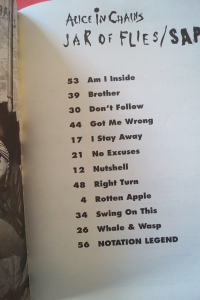 ALICE IN CHAINS
JAR OF FLIES/SAP
53 Am I Inside
39 Brother
30 Don't Follow
44 Got Me Wrong
17 I Stay Away
21 No Excuses
12 Nutshell
48 Right Turn
4 Rotten Apple
34 Swing On This
26 Whale & Wasp
56 NOTATION LEGEND